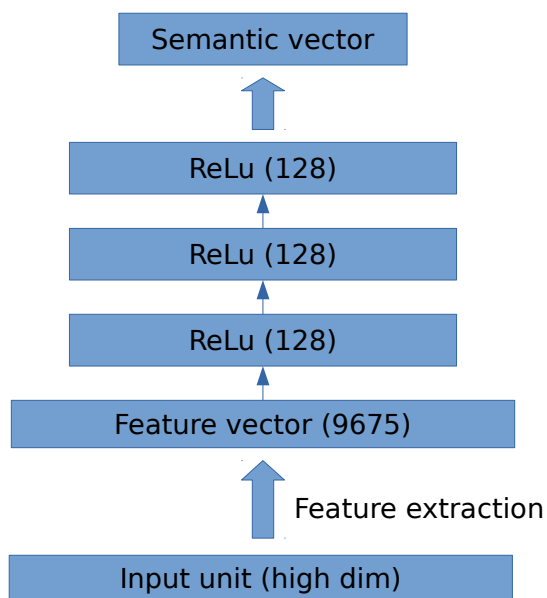 Semantic vector
ReLu (128)
ReLu (128)
ReLu (128)
Feature vector (9675)
Feature extraction
Input unit (high dim)